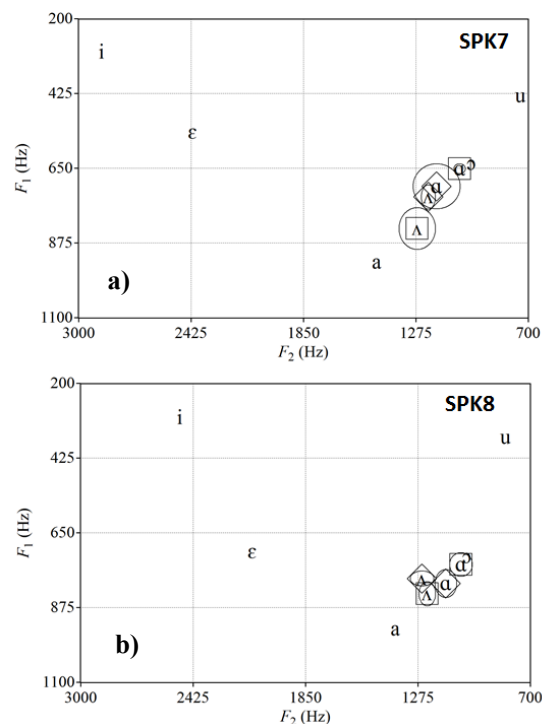 200
SPK7
i
425
u
ε
F₁ (Hz)
650
ɑ ɔ
ɑ
ʌ
ʌ
875
a
a)
1100
3000 2425 1850 1275 700
F₂ (Hz)
200
SPK8
i
u
425
ε
F₁ (Hz)
650
ɑ ɔ
ʌ
ɑ
ʌ
875
a
b)
1100
3000 2425 1850 1275 700
F₂ (Hz)